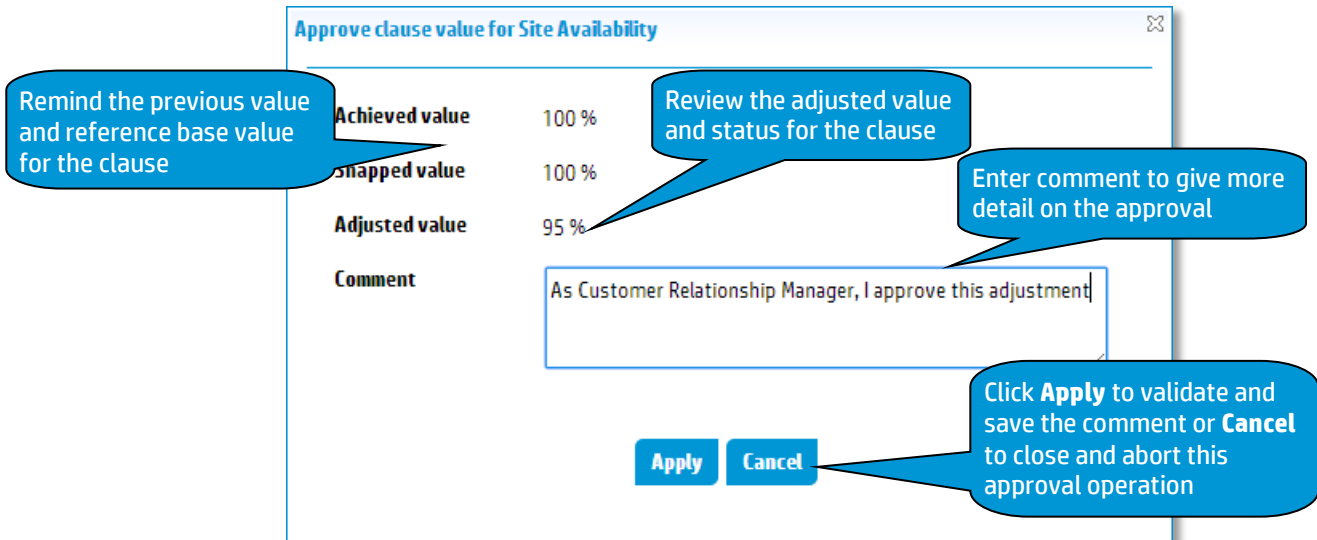 Approve clause value for Site Availability
Remind the previous value
and reference base value
for the clause
Achieved value 100 %
Review the adjusted value
and status for the clause
Snapped value 100 %
Enter comment to give more
detail on the approval
Adjusted value 95 %
Comment
As Customer Relationship Manager, I approve this adjustment
Click Apply to validate and
save the comment or Cancel
to close and abort this
approval operation
Apply Cancel